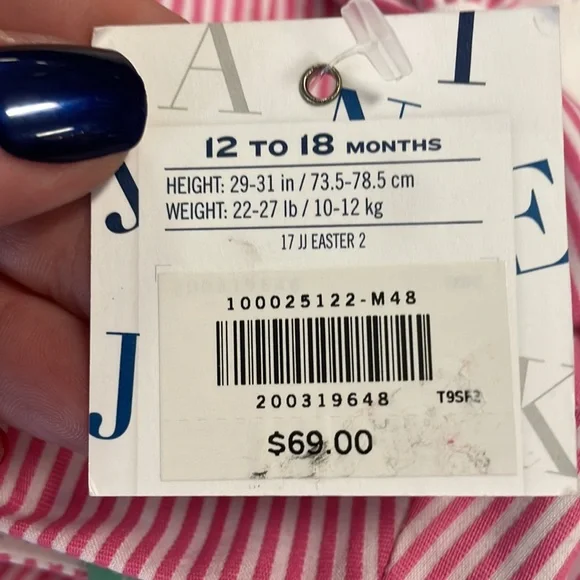 12 TO 18 MONTHS
HEIGHT: 29-31 in / 73.5-78.5 cm
WEIGHT: 22-27 lb / 10-12 kg
17 JJ EASTER 2
100025122-M48
200319648
$69.00